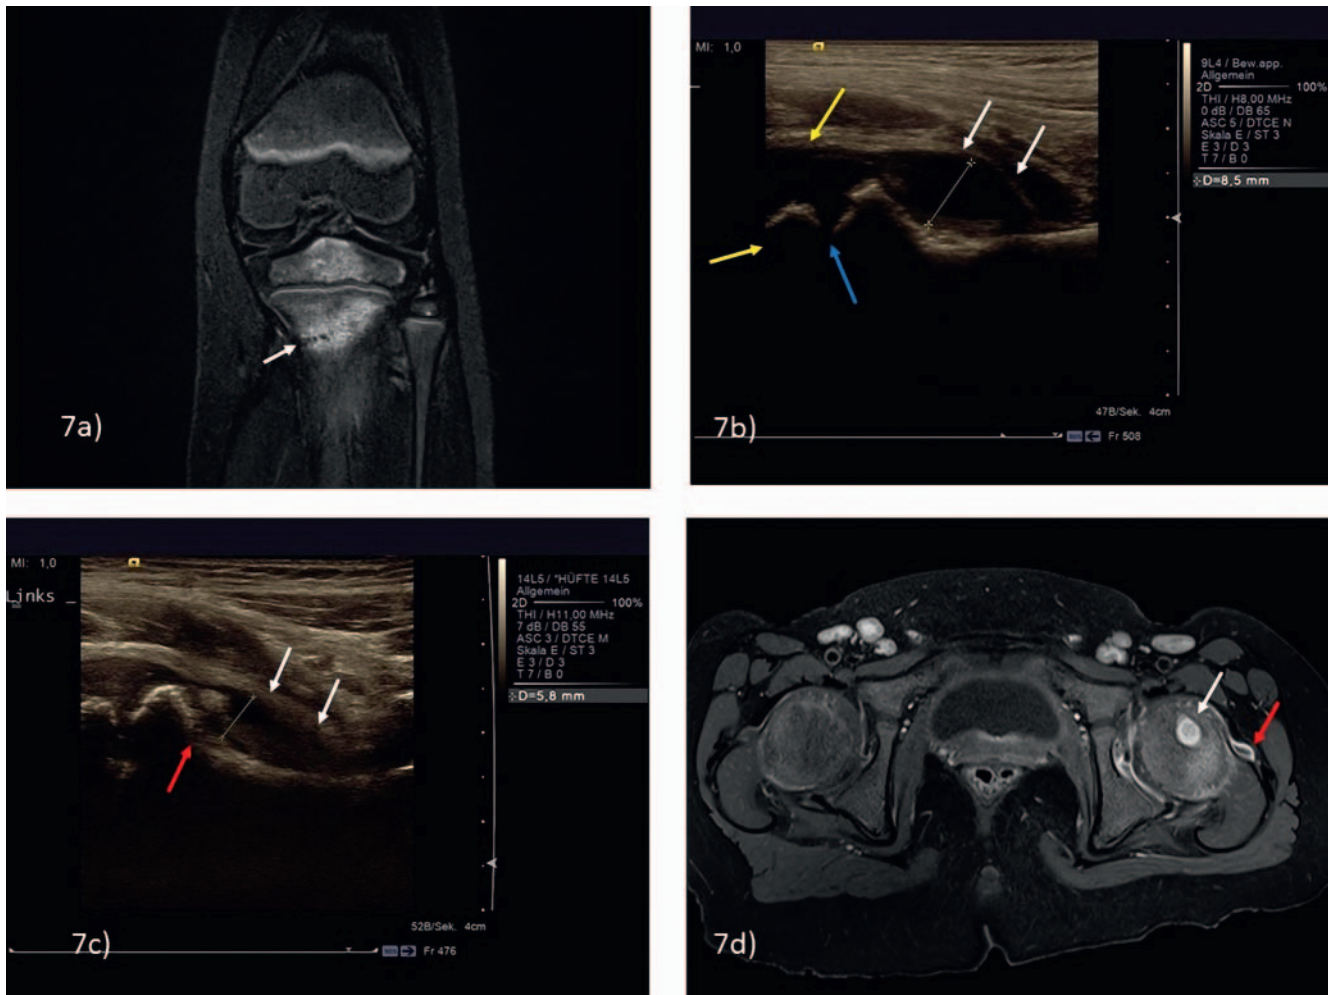 7a)
MI: 1,0
9L4 / Bew.app.
Allgemein
2D 100%
THI / H8,00 MHz
0 dB / DB 65
ASC 5 / DTCE N
Skala E / ST 3
E 3 / D 3
T 7 / B 0
D=8,5 mm
7b)
47B/Sek. 4cm
Fr 508
MI: 1,0
Links
14L5 / *HÜFTE 14L5
Allgemein
2D 100%
THI / H11,00 MHz
7 dB / DB 55
ASC 3 / DTCE M
Skala E / ST 3
E 3 / D 3
T 7 / B 0
D=5,8 mm
52B/Sek. 4cm
7c)
Fr 476
7d)